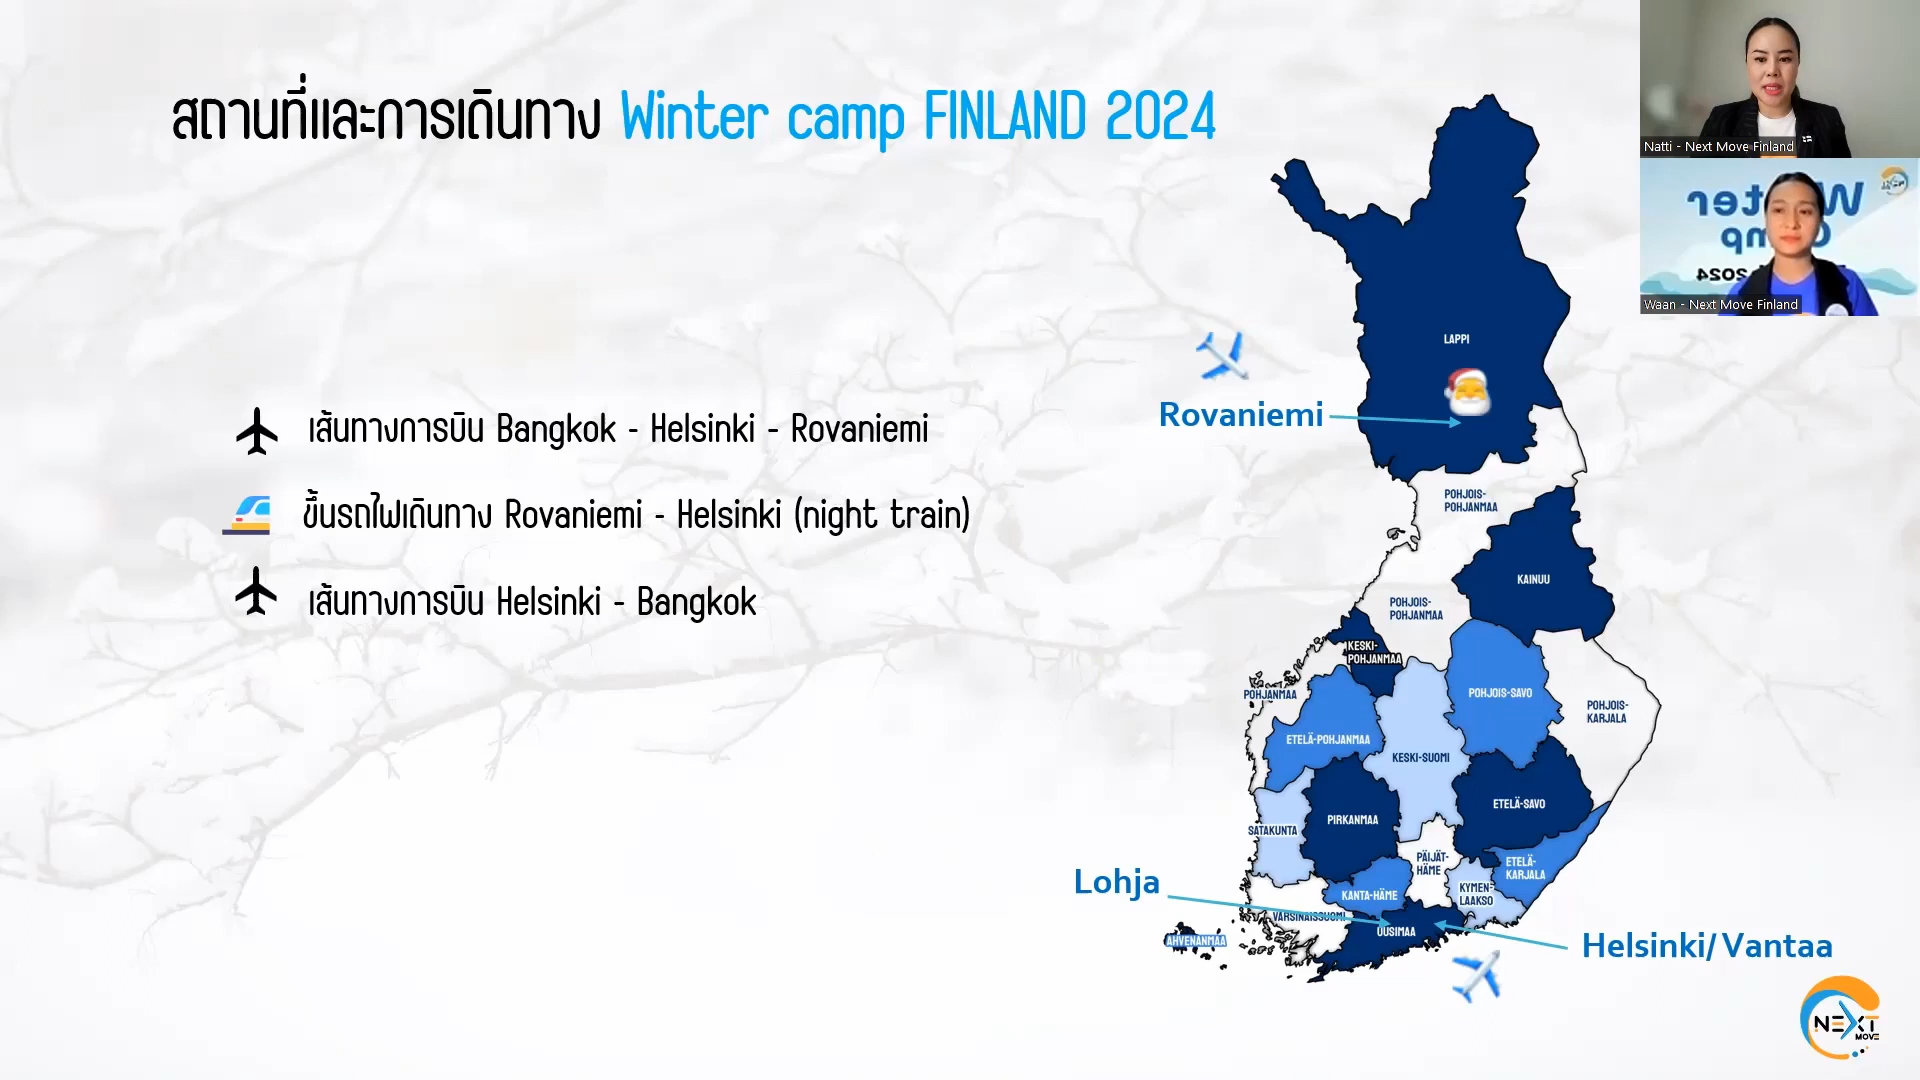 สถานที่และการเดินทาง Winter camp FINLAND 2024
Natti - Next Move Finland
Winter
Camp
2024
Waan - Next Move Finland
LAPPI
Rovaniemi
เส้นทางการบิน Bangkok - Helsinki - Rovaniemi
ขึ้นรถไฟเดินทาง Rovaniemi - Helsinki (night train)
เส้นทางการบิน Helsinki - Bangkok
POHJOIS-
POHJANMAA
KAINUU
POHJOIS-
POHJANMAA
KESKI-
POHJANMAA
POHJANMAA
POHJOIS-SAVO
POHJOIS-
KARJALA
ETELÄ-POHJANMAA
KESKI-SUOMI
ETELÄ-SAVO
PIRKANMAA
SATAKUNTA
PÄIJÄT-
HÄME
ETELÄ-
KARJALA
KANTA-HÄME
KYMEN-
LAAKSO
Lohja
VARSINAISSUOMI
UUSIMAA
AHVENANMAA
Helsinki/Vantaa
NEXT
MOVE